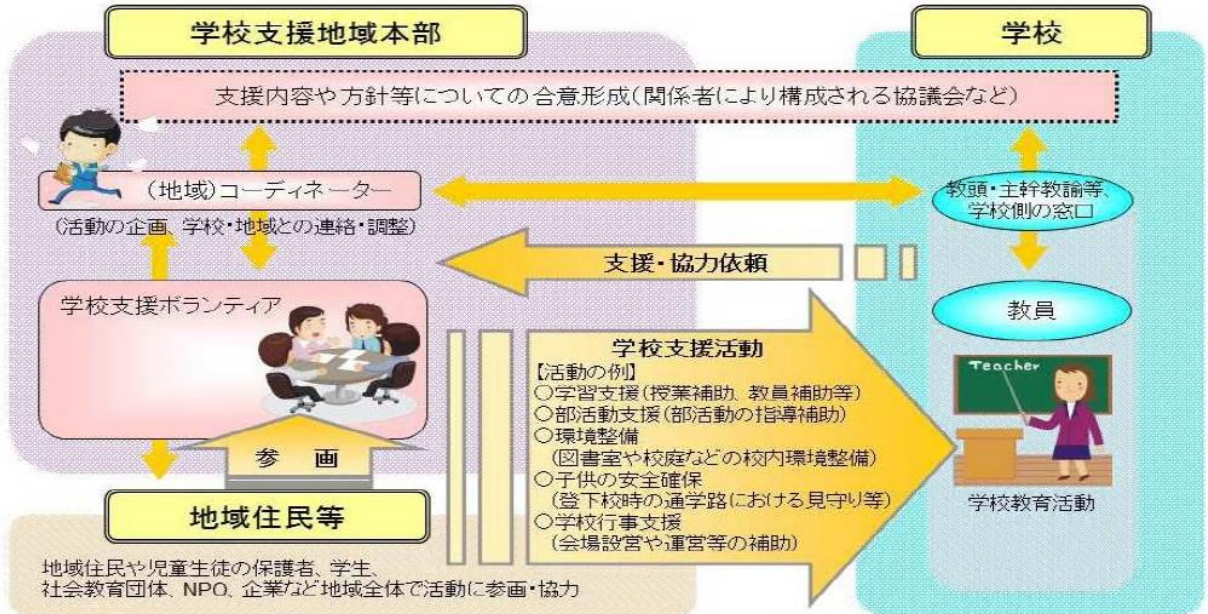 学校支援地域本部
学校
支援内容や方針等についての合意形成(関係者により構成される協議会など)
(地域)コーディネーター
(活動の企画、学校・地域との連絡・調整)
教頭・主幹教諭等、
学校側の窓口
支援・協力依頼
学校支援ボランティア
教員
学校支援活動
【活動の例】
○学習支援(授業補助、教員補助等)
○部活動支援(部活動の指導補助)
○環境整備
(図書室や校庭などの校内環境整備)
○子供の安全確保
(登下校時の通学路における見守り等)
○学校行事支援
(会場設営や運営等の補助)
Teacher
学校教育活動
参 画
地域住民等
地域住民や児童生徒の保護者、学生、
社会教育団体、NPO、企業など地域全体で活動に参画・協力